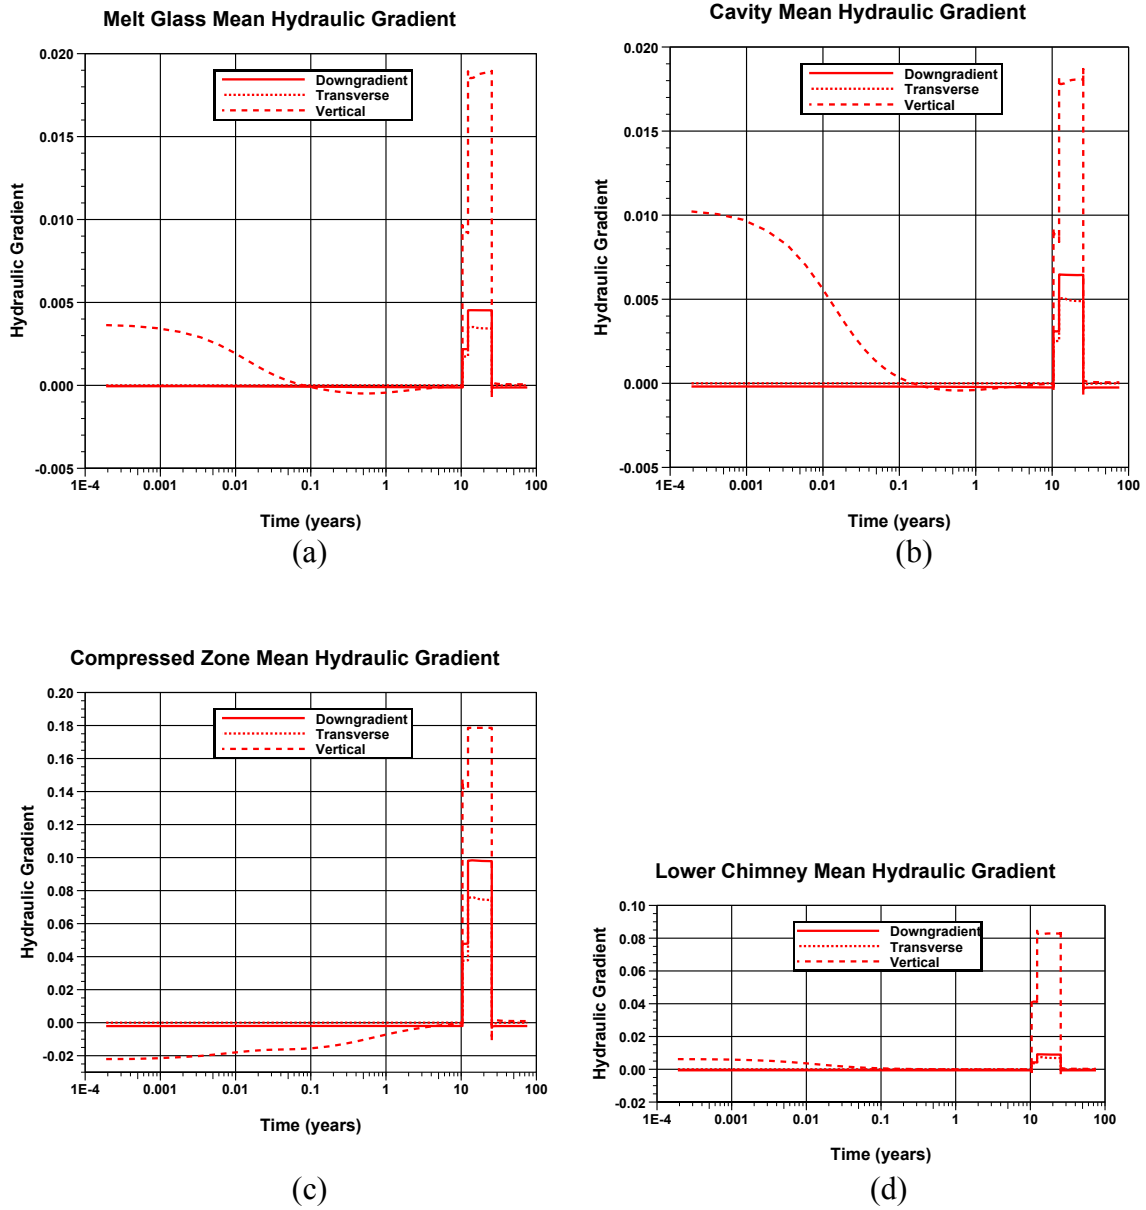 Melt Glass Mean Hydraulic Gradient
0.020
0.015
0.010
0.005
0.000
-0.005
Hydraulic Gradient
Downgradient
Transverse
Vertical
1E-4 0.001 0.01 0.1 1 10 100
Time (years)
(a)
Cavity Mean Hydraulic Gradient
0.020
0.015
0.010
0.005
0.000
-0.005
Hydraulic Gradient
Downgradient
Transverse
Vertical
1E-4 0.001 0.01 0.1 1 10 100
Time (years)
(b)
Compressed Zone Mean Hydraulic Gradient
0.20
0.18
0.16
0.14
0.12
0.10
0.08
0.06
0.04
0.02
0.00
-0.02
Hydraulic Gradient
Downgradient
Transverse
Vertical
1E-4 0.001 0.01 0.1 1 10 100
Time (years)
(c)
Lower Chimney Mean Hydraulic Gradient
0.10
0.08
0.06
0.04
0.02
0.00
-0.02
Hydraulic Gradient
Downgradient
Transverse
Vertical
1E-4 0.001 0.01 0.1 1 10 100
Time (years)
(d)